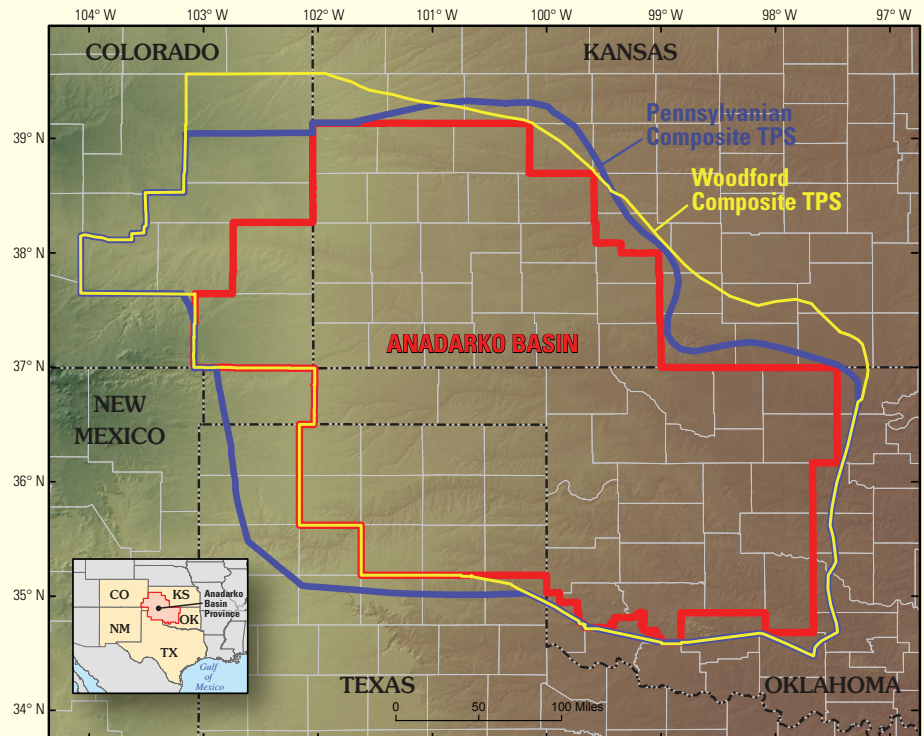 104°W 103°W 102°W 101°W 100°W 99°W 98°W 97°W
COLORADO
KANSAS
39°N
38°N
37°N
36°N
35°N
34°N
Pennsylvanian
Composite TPS
Woodford
Composite TPS
ANADARKO BASIN
NEW
MEXICO
CO
KS
Anadarko
Basin
Province
NM
OK
TX
Gulf
of
Mexico
TEXAS
OKLAHOMA
0 50 100 Miles